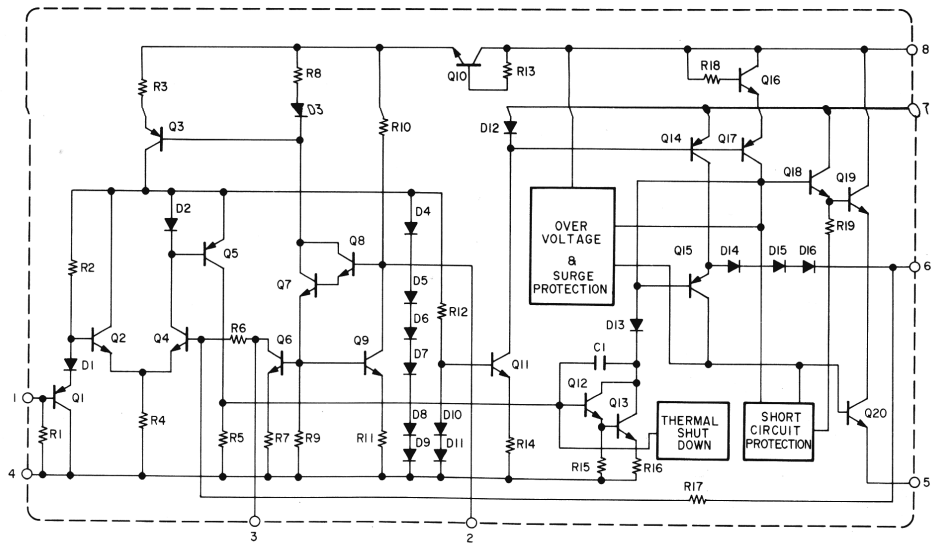 8
R3
R8
Q10
R13
R18
Q16
D3
7
Q3
R10
D12
Q14
Q17
Q18
Q19
D2
D4
OVER
VOLTAGE
&
SURGE
PROTECTION
R19
Q5
Q8
R2
Q7
Q15
D14
D15
D16
6
D5
R12
D6
D13
Q2
Q4
R6
Q6
Q9
D7
C1
Q11
D1
Q12
Q13
1
Q1
D8
D10
THERMAL
SHUT
DOWN
SHORT
CIRCUIT
PROTECTION
Q20
R1
R4
R5
R7
R9
R11
D9
D11
R14
R15
R16
4
R17
5
3
2